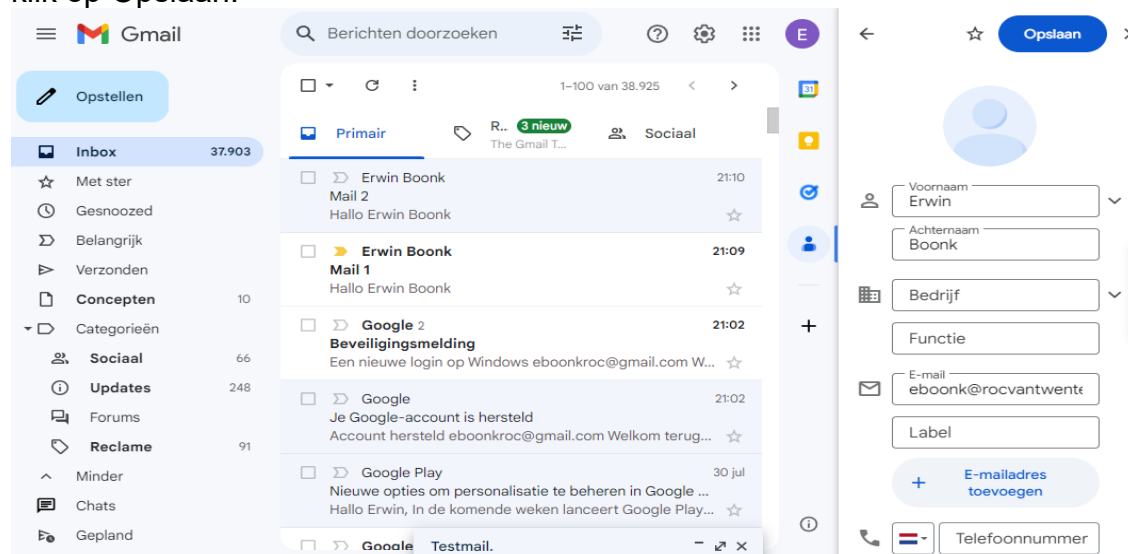 klik op Opslaan.
Gmail
Berichten doorzoeken
E
Opslaan
Opstellen
1–100 van 38.925
31
Primair
R.. 3 nieuw
The Gmail T...
Sociaal
Inbox 37.903
Met ster
Gesnoozed
Belangrijk
Verzonden
Concepten 10
Categorieën
Sociaal 66
Updates 248
Forums
Reclame 91
Minder
Chats
Gepland
Erwin Boonk 21:10
Mail 2
Hallo Erwin Boonk
Erwin Boonk 21:09
Mail 1
Hallo Erwin Boonk
Google 2 21:02
Beveiligingsmelding
Een nieuwe login op Windows eboonkroc@gmail.com W...
Google 21:02
Je Google-account is hersteld
Account hersteld eboonkroc@gmail.com Welkom terug...
Google Play 30 jul
Nieuwe opties om personalisatie te beheren in Google ...
Hallo Erwin, In de komende weken lanceert Google Play...
Google
Testmail.
Voornaam
Erwin
Achternaam
Boonk
Bedrijf
Functie
E-mail
eboonk@rocvantwente
Label
E-mailadres
toevoegen
Telefoonnummer